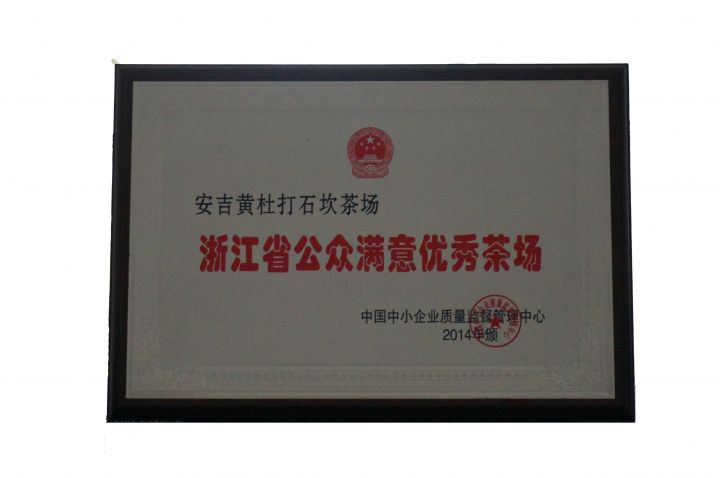 安吉黄杜打石坎茶场
浙江省公众满意优秀茶场
中国中小企业质量监督管理中心
2014年颁